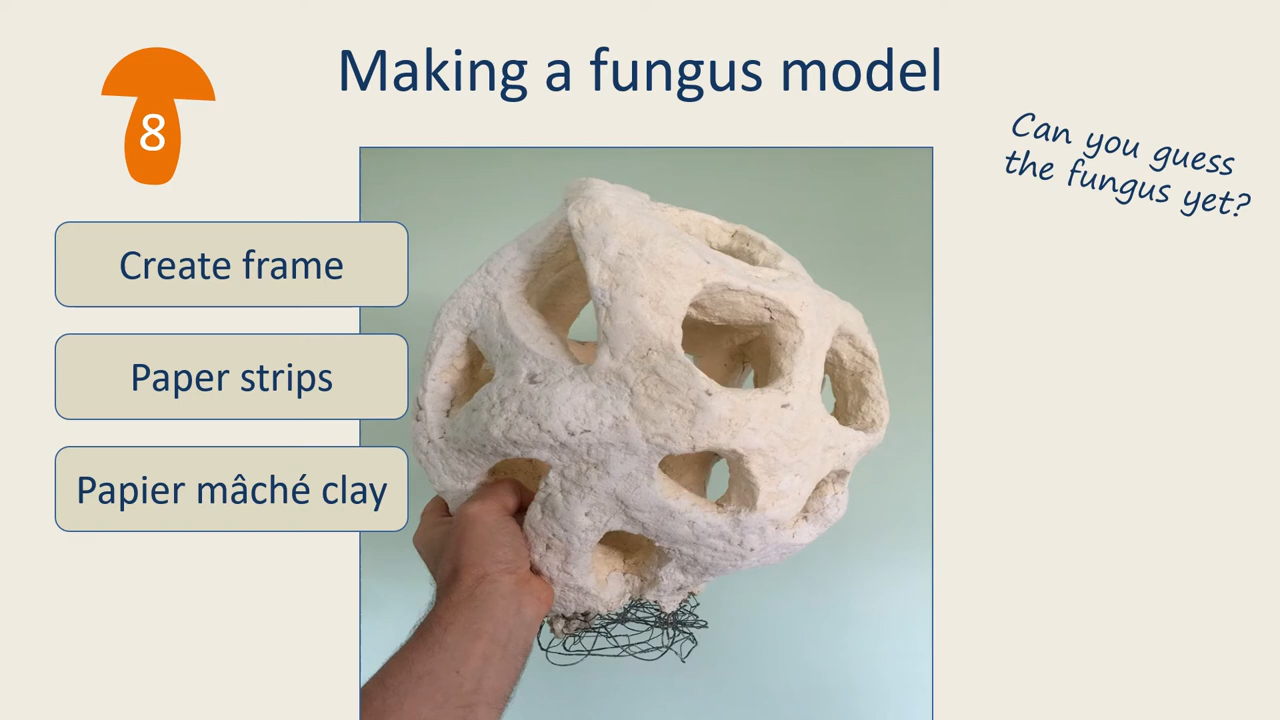 Making a fungus model
8
Can you guess
the fungus yet?
Create frame
Paper strips
Papier mâché clay